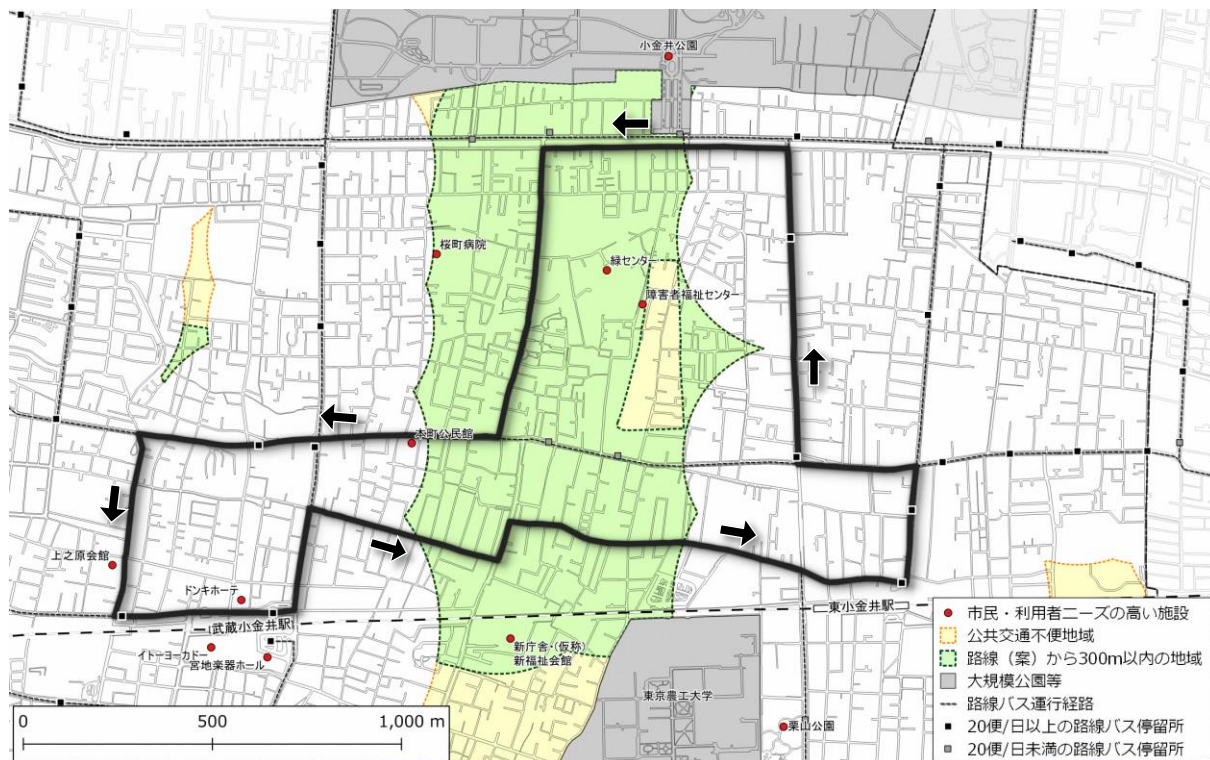 小金井公園
桜町病院
緑センター
障害者福祉センター
本町公民館
上之原会館
ドンキホーテ
武蔵小金井駅
東小金井駅
イトーヨーカドー
宮地楽器ホール
新庁舎・(仮称)
新福祉会館
東京農工大学
栗山公園
市民・利用者ニーズの高い施設
公共交通不便地域
路線（案）から300m以内の地域
大規模公園等
路線バス運行経路
20便/日以上の路線バス停留所
20便/日未満の路線バス停留所
0 500 1,000 m